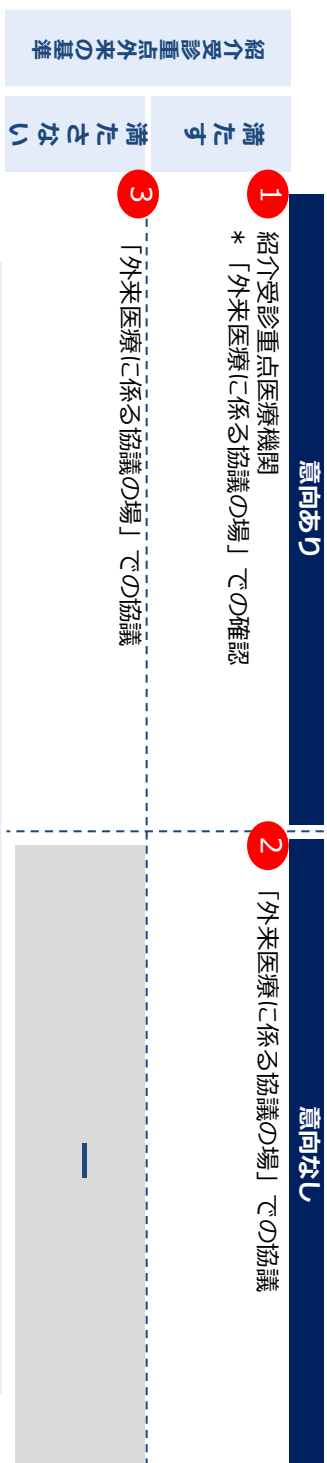 意向あり
意向なし
紹介受診重点外来の基準
満たす
1
紹介受診重点医療機関
*「外来医療に係る協議の場」での確認
2
「外来医療に係る協議の場」での協議
満たさない
3
「外来医療に係る協議の場」での協議
ー